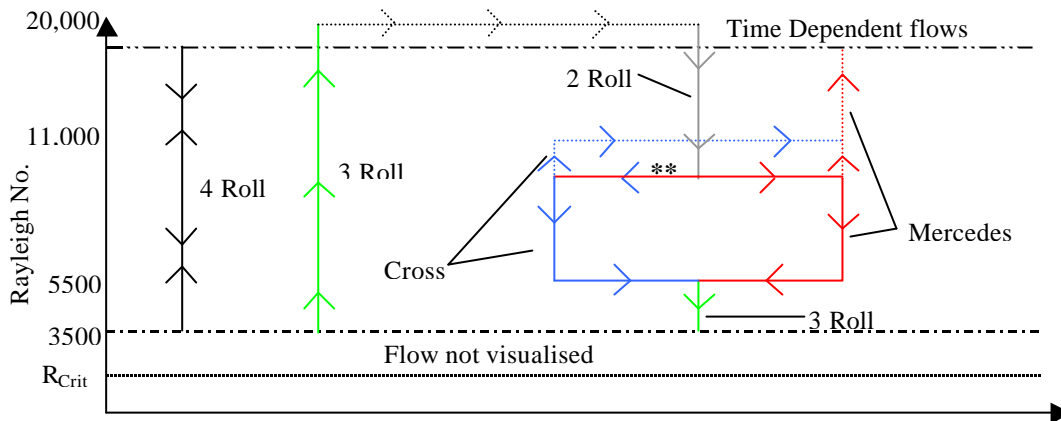 20,000
Time Dependent flows
2 Roll
11.000
**
3 Roll
4 Roll
Mercedes
Cross
Rayleigh No.
5500
3 Roll
3500
Flow not visualised
RCrit